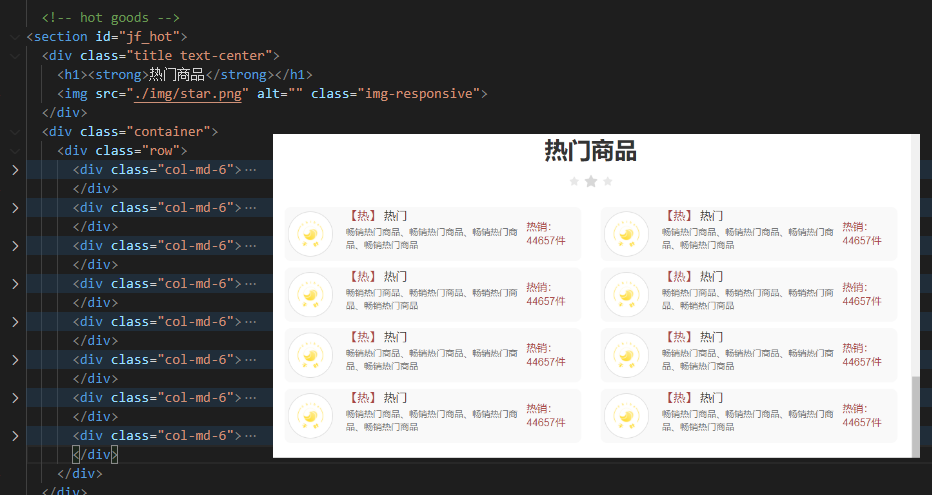 <!-- hot goods -->
<section id="jf_hot">
<div class="title text-center">
<h1><strong>热门商品</strong></h1>
<img src="./img/star.png" alt="" class="img-responsive">
</div>
<div class="container">
<div class="row">
<div class="col-md-6">…
</div>
<div class="col-md-6">…
</div>
<div class="col-md-6">…
</div>
<div class="col-md-6">…
</div>
<div class="col-md-6">…
</div>
<div class="col-md-6">…
</div>
<div class="col-md-6">…
</div>
<div class="col-md-6">…
</div>
</div>
</div>
热门商品
【热】 热门
畅销热门商品、畅销热门商品、畅销热门商
品、畅销热门商品
热销：
44657件
【热】 热门
畅销热门商品、畅销热门商品、畅销热门商
品、畅销热门商品
热销：
44657件
【热】 热门
畅销热门商品、畅销热门商品、畅销热门商
品、畅销热门商品
热销：
44657件
【热】 热门
畅销热门商品、畅销热门商品、畅销热门商
品、畅销热门商品
热销：
44657件
【热】 热门
畅销热门商品、畅销热门商品、畅销热门商
品、畅销热门商品
热销：
44657件
【热】 热门
畅销热门商品、畅销热门商品、畅销热门商
品、畅销热门商品
热销：
44657件
【热】 热门
畅销热门商品、畅销热门商品、畅销热门商
品、畅销热门商品
热销：
44657件
【热】 热门
畅销热门商品、畅销热门商品、畅销热门商
品、畅销热门商品
热销：
44657件